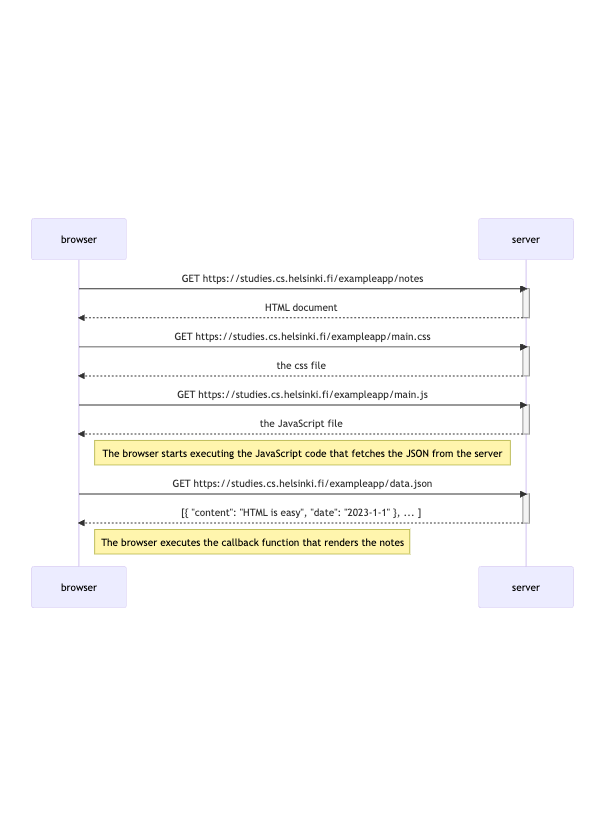 browser
server
GET https://studies.cs.helsinki.fi/exampleapp/notes
HTML document
GET https://studies.cs.helsinki.fi/exampleapp/main.css
the css file
GET https://studies.cs.helsinki.fi/exampleapp/main.js
the JavaScript file
The browser starts executing the JavaScript code that fetches the JSON from the server
GET https://studies.cs.helsinki.fi/exampleapp/data.json
[{ "content": "HTML is easy", "date": "2023-1-1" }, ... ]
The browser executes the callback function that renders the notes
browser
server